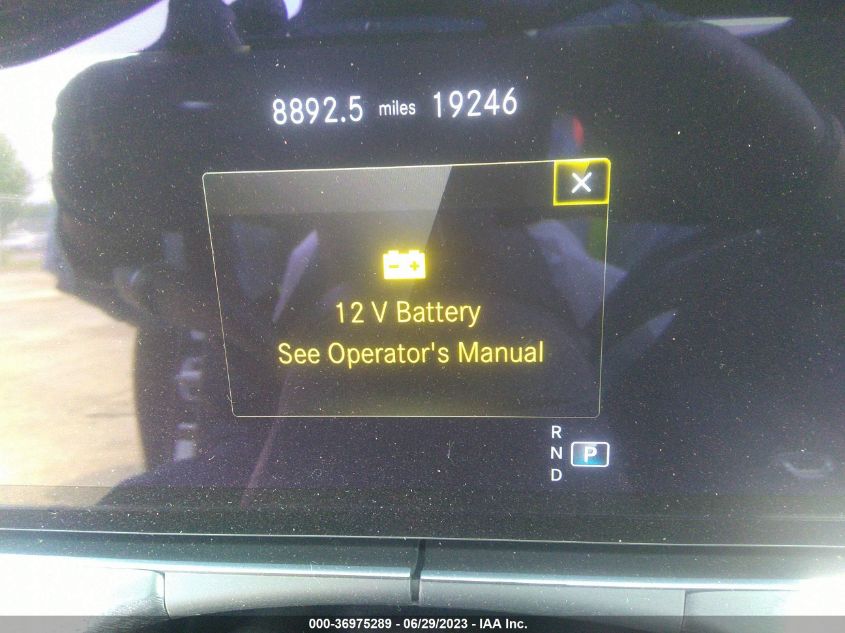 8892.5 miles 19246
X
12 V Battery
See Operator's Manual
R
N P
D
000-36975289 - 06/29/2023 - IAA Inc.